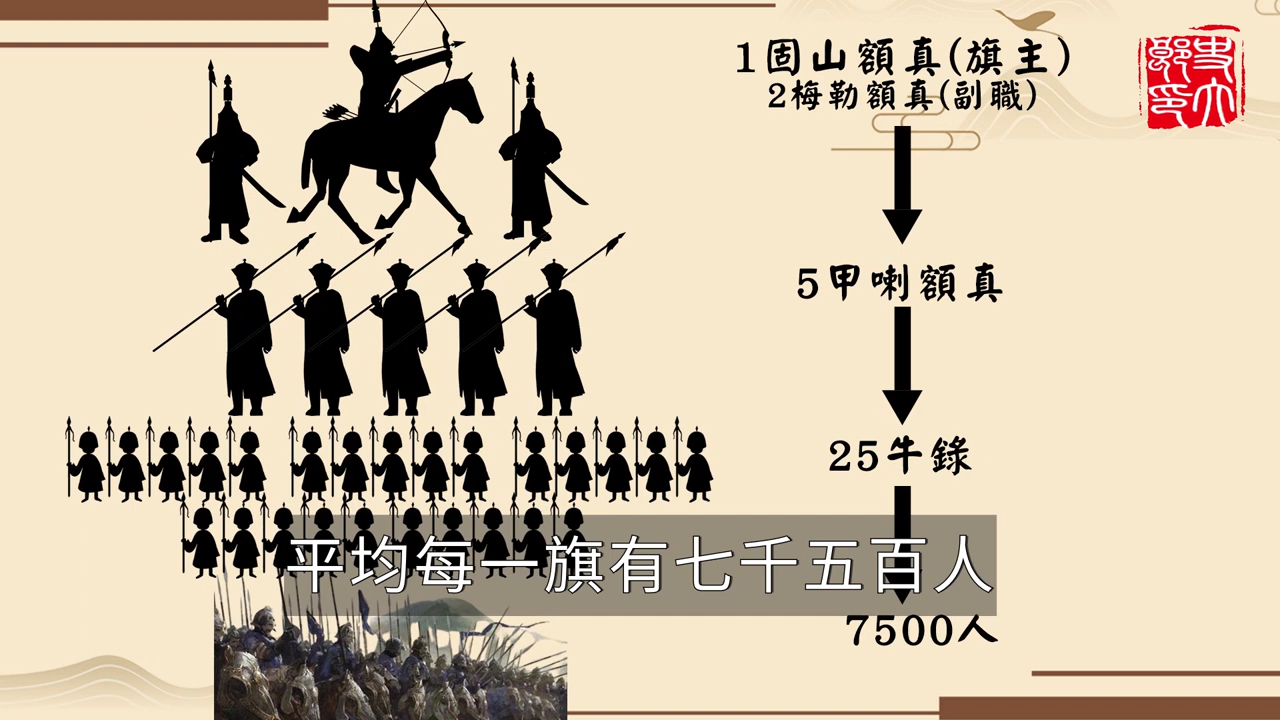 1固山額真(旗主)
2梅勒額真(副職)
5甲喇額真
25牛錄
平均每一旗有七千五百人
7500人